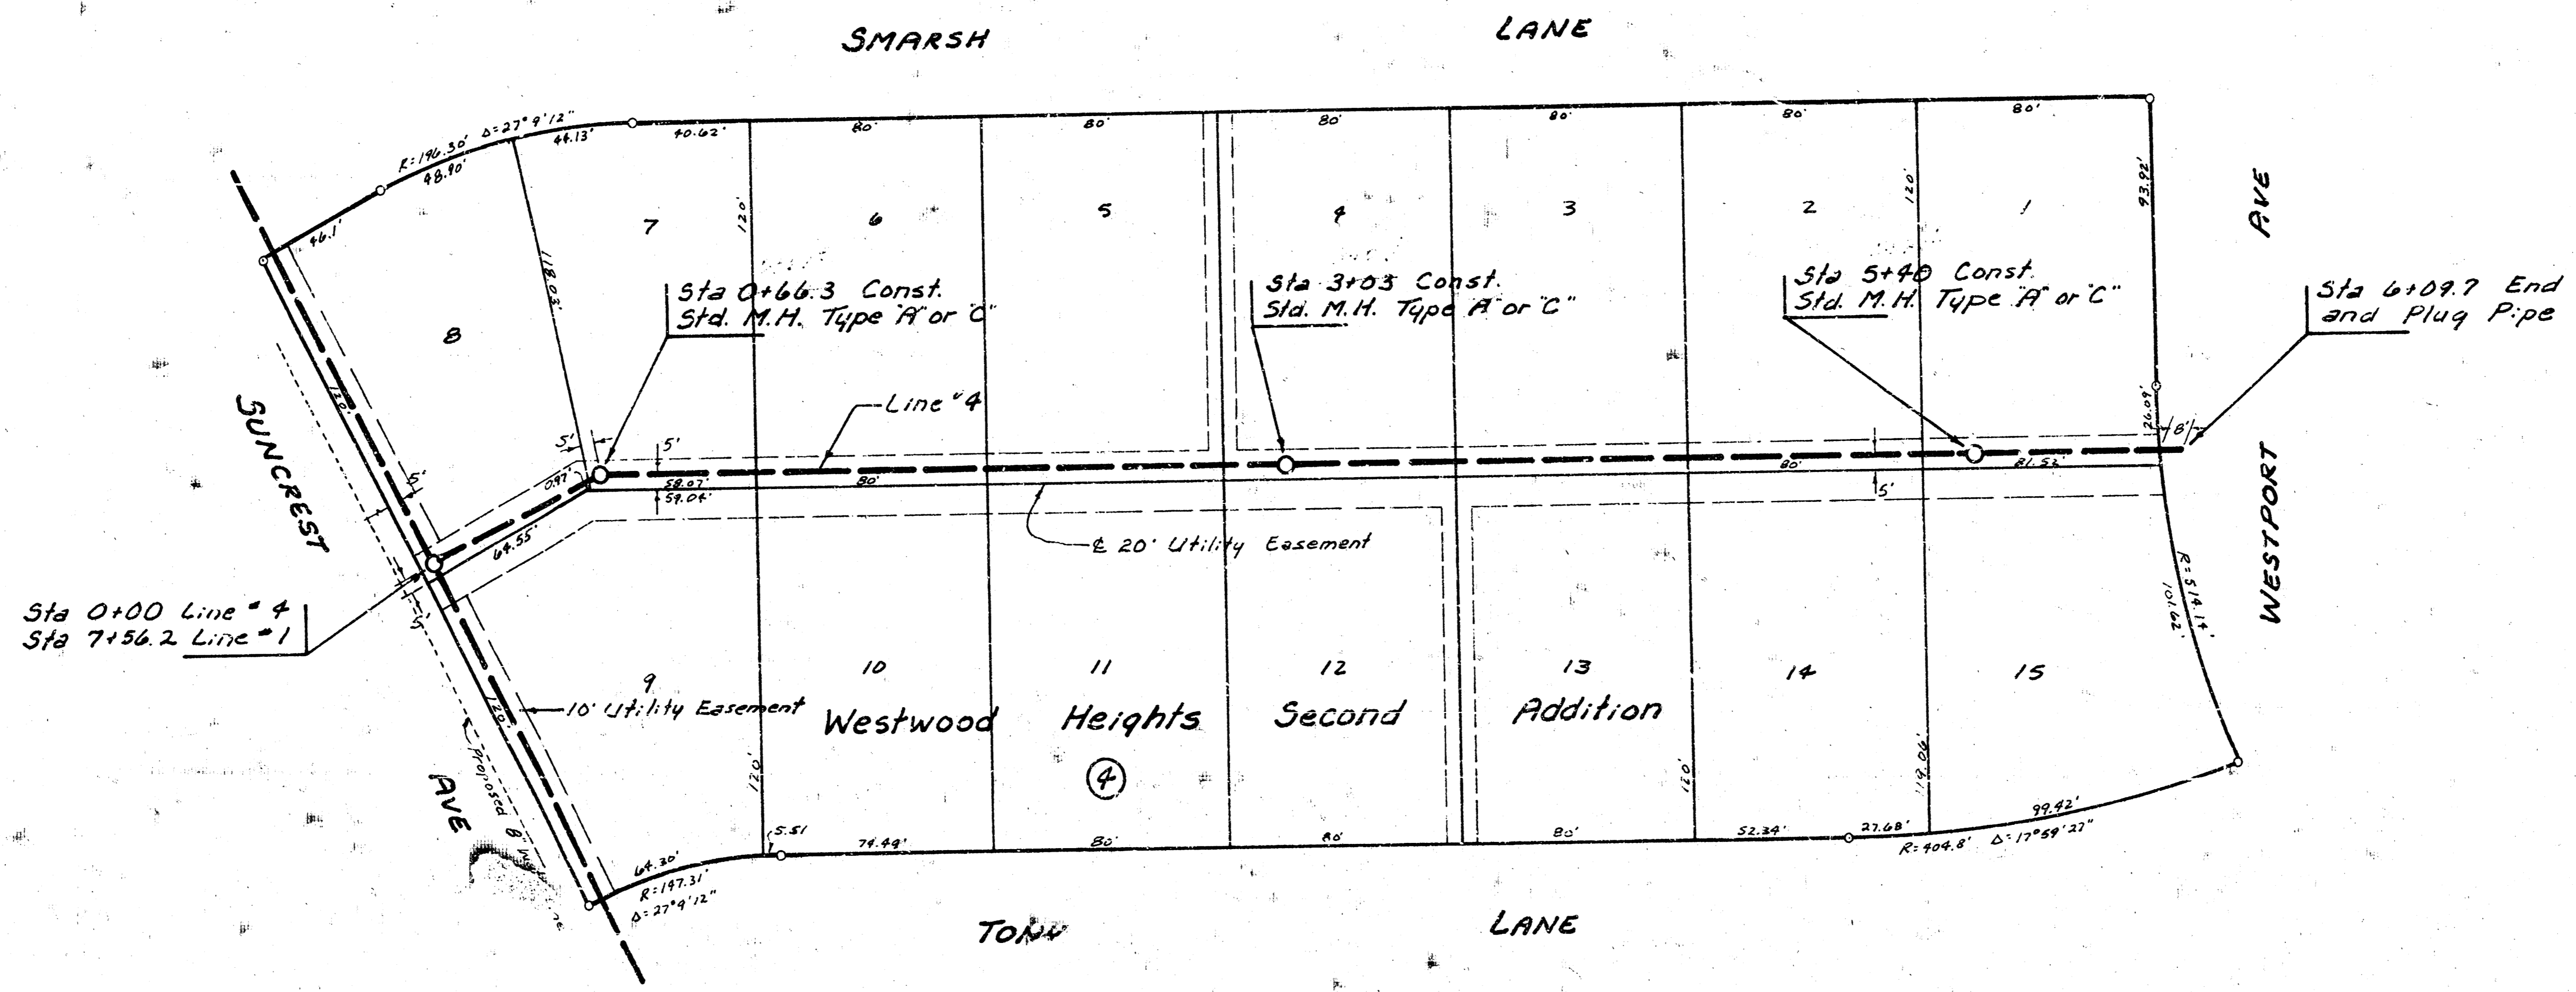 SMARSH LANE
Δ=27°9'12"
R=196.30'
48.90'
44.13'
40.62'
80'
80'
80'
80'
80'
80'
46.1'
118.03'
120'
120'
93.92'
26.09'
8
7
6
5
4
3
2
1
AVE
WESTPORT
Sta 0+66.3 Const.
Std. M.H. Type "A" or "C"
Sta 3+03 Const.
Std. M.H. Type "A" or "C"
Sta 5+40 Const.
Std. M.H. Type "A" or "C"
Sta 6+09.7 End
and Plug Pipe
Line #4
SUNCREST
AVE
120'
5'
5'
5'
0.97'
58.07'
59.04'
80'
80'
81.52'
8'
5'
64.55'
℄ 20' Utility Easement
Sta 0+00 Line #4
Sta 7+56.2 Line #1
5'
R=514.14'
101.62'
9
10
11
12
13
14
15
10' Utility Easement
Westwood Heights Second Addition
4
120'
Proposed 8"
120'
120'
119.06'
5.51
74.49'
80'
80'
80'
52.34'
27.68'
99.42'
R=404.8' Δ=17°59'27"
64.30'
R=147.31'
Δ=27°9'12"
LANE